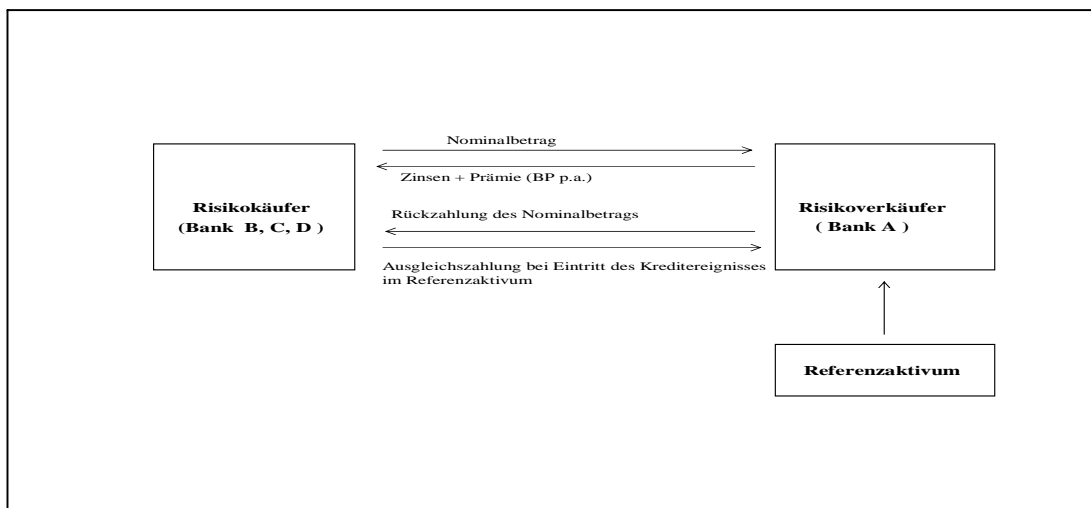 Nominalbetrag
Zinsen + Prämie (BP p.a.)
Risikokäufer
(Bank B, C, D )
Rückzahlung des Nominalbetrags
Ausgleichszahlung bei Eintritt des Kreditereignisses
im Referenzaktivum
Risikoverkäufer
( Bank A )
Referenzaktivum